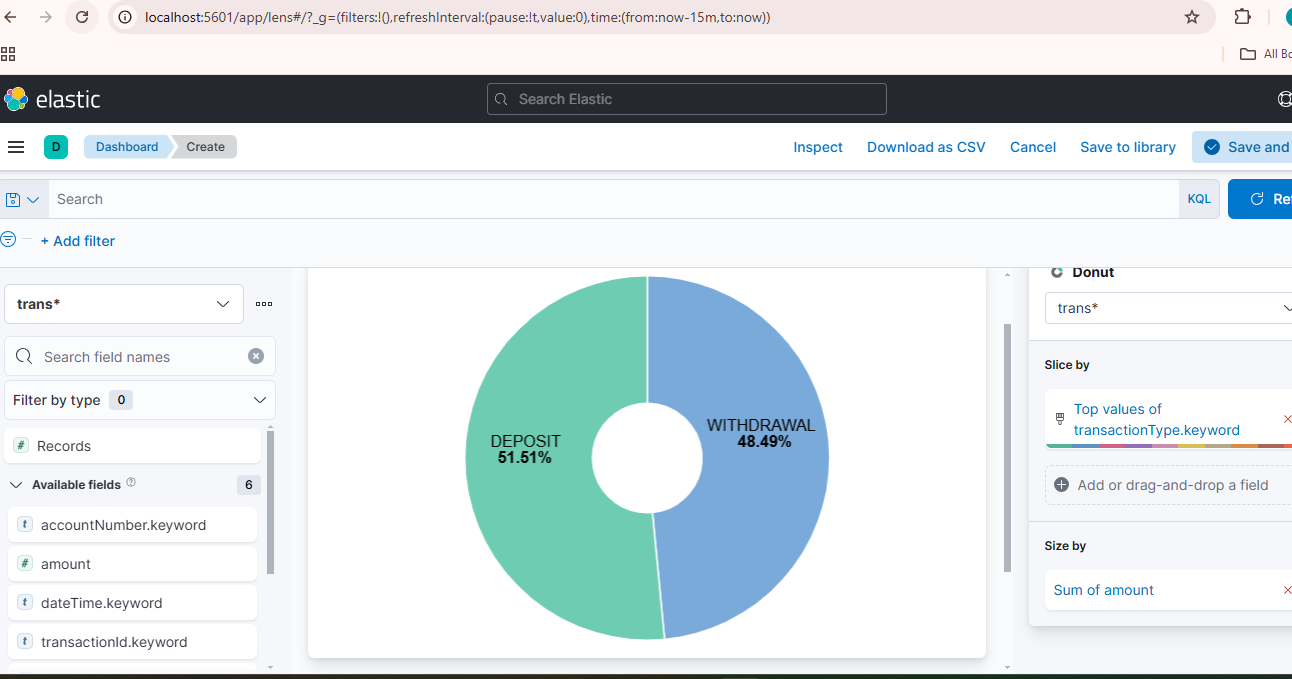 localhost:5601/app/lens#/?_g=(filters:!(),refreshInterval:(pause:!t,value:0),time:(from:now-15m,to:now))
All Bo
elastic
Search Elastic
D
Dashboard
Create
Inspect
Download as CSV
Cancel
Save to library
Save and
Search
KQL
Re
+ Add filter
trans*
Search field names
Filter by type 0
# Records
Available fields ? 6
t accountNumber.keyword
# amount
t dateTime.keyword
t transactionId.keyword
DEPOSIT
51.51%
WITHDRAWAL
48.49%
Donut
trans*
Slice by
Top values of
transactionType.keyword
Add or drag-and-drop a field
Size by
Sum of amount